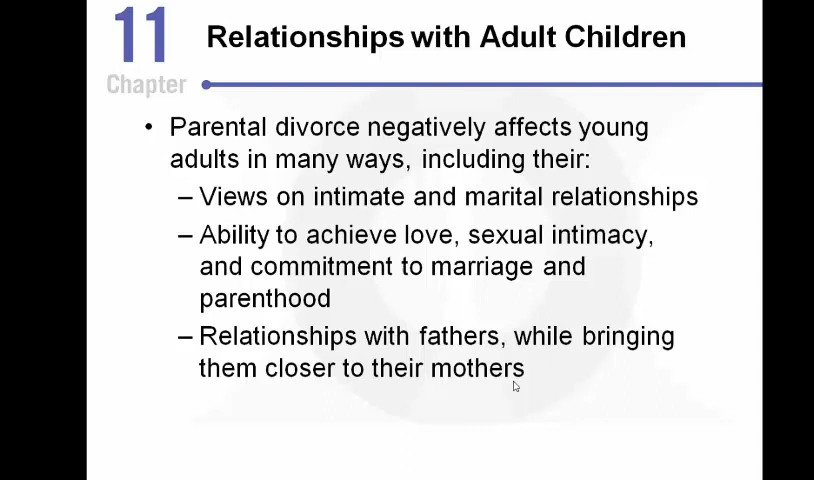 11
Chapter
Relationships with Adult Children
• Parental divorce negatively affects young
adults in many ways, including their:
– Views on intimate and marital relationships
– Ability to achieve love, sexual intimacy,
and commitment to marriage and
parenthood
– Relationships with fathers, while bringing
them closer to their mothers